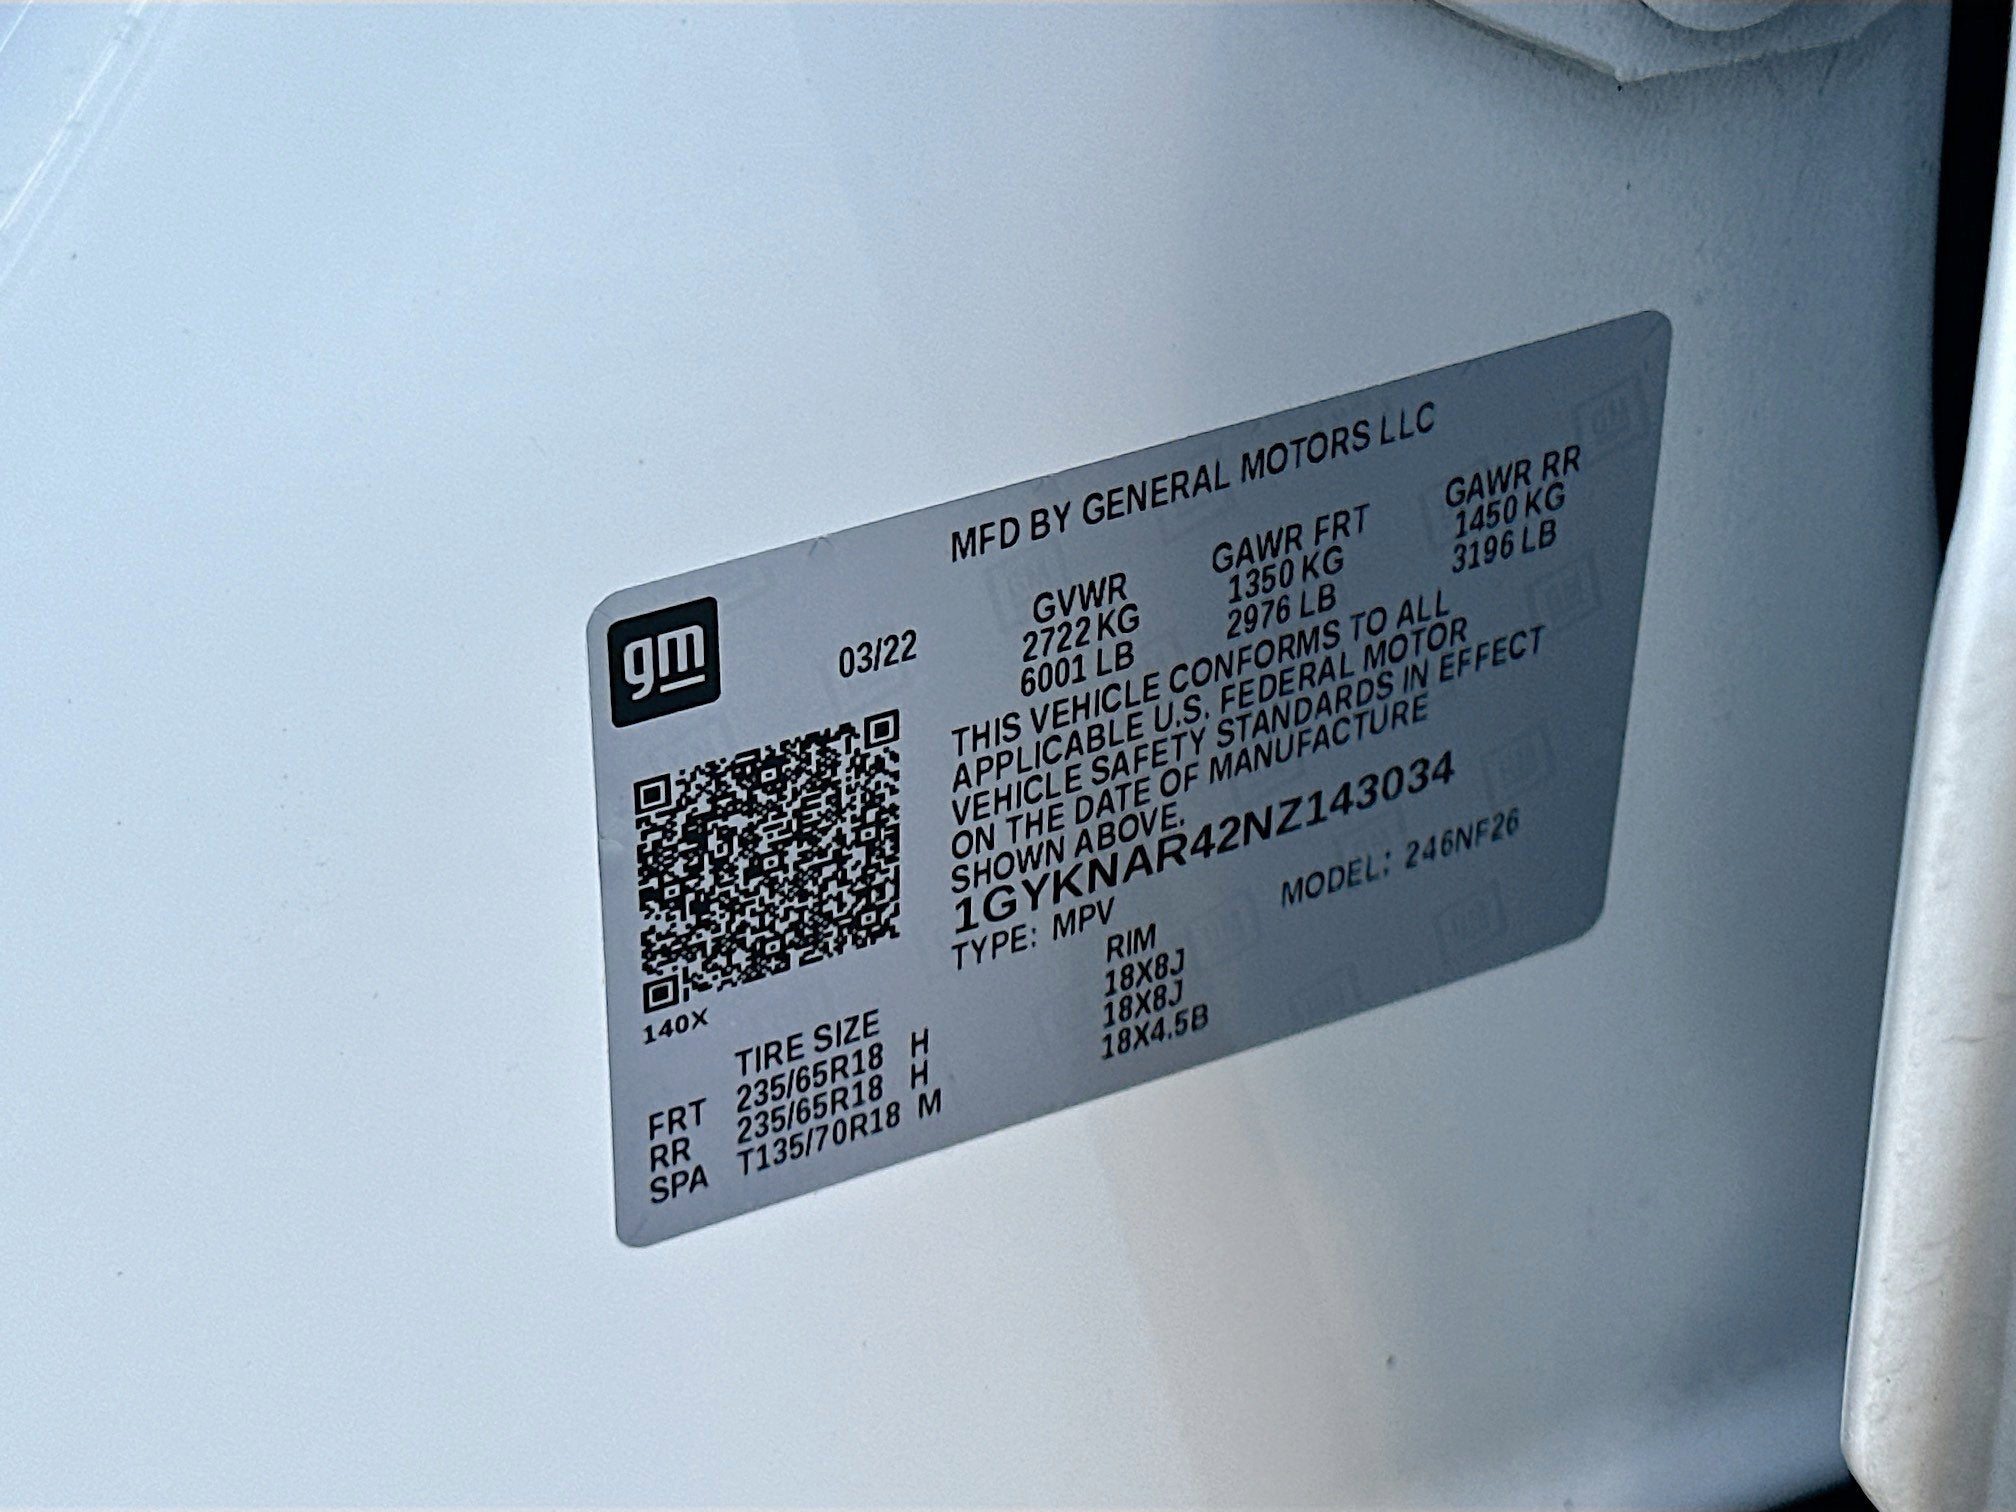 MFD BY GENERAL MOTORS LLC
gm
03/22
GVWR GAWR FRT GAWR RR
2722 KG 1350 KG 1450 KG
6001 LB 2976 LB 3196 LB
THIS VEHICLE CONFORMS TO ALL
APPLICABLE U.S. FEDERAL MOTOR
VEHICLE SAFETY STANDARDS IN EFFECT
ON THE DATE OF MANUFACTURE
SHOWN ABOVE.
1GYKNAR42NZ143034
TYPE: MPV MODEL: 246NF26
140X
TIRE SIZE RIM
FRT 235/65R18 H 18X8J
RR 235/65R18 H 18X8J
SPA T135/70R18 M 18X4.5B